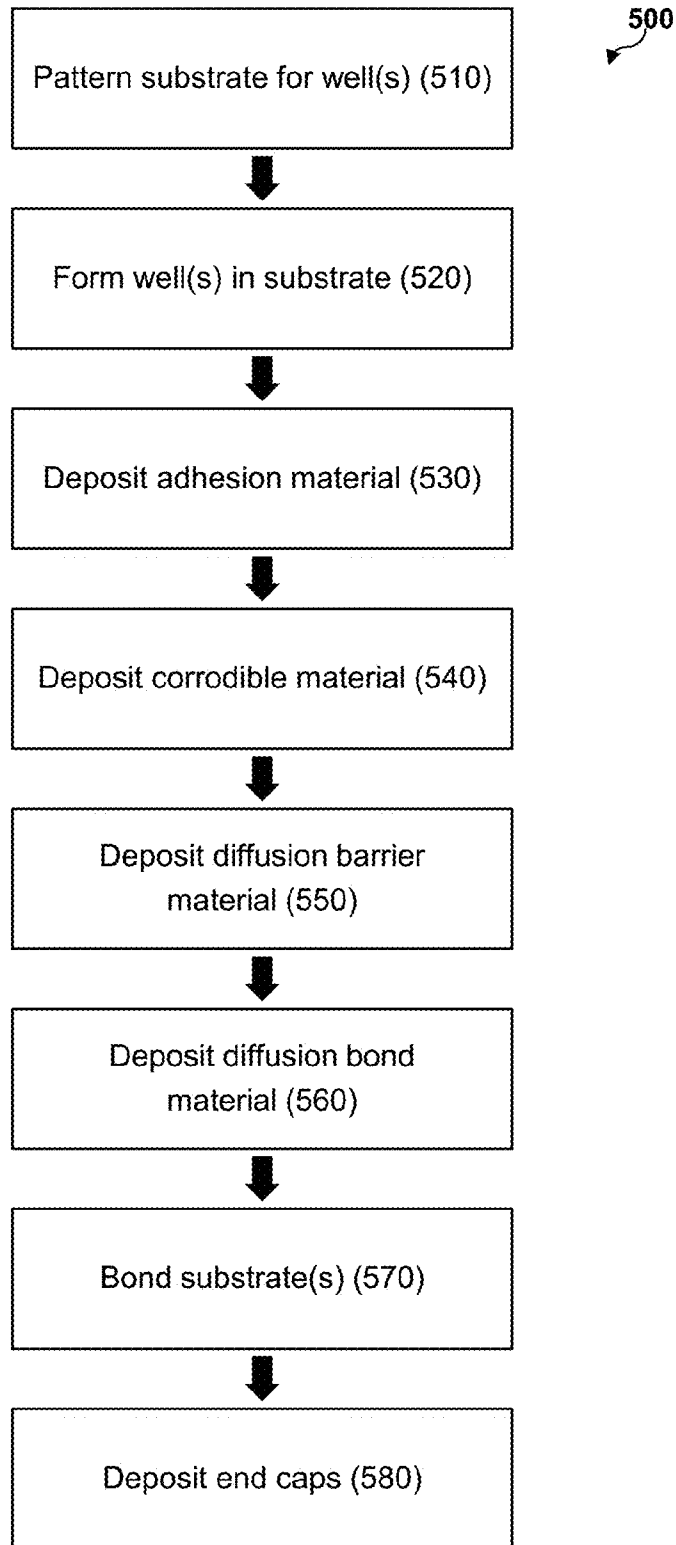 500
Pattern substrate for well(s) (510)
Form well(s) in substrate (520)
Deposit adhesion material (530)
Deposit corrodible material (540)
Deposit diffusion barrier
material (550)
Deposit diffusion bond
material (560)
Bond substrate(s) (570)
Deposit end caps (580)